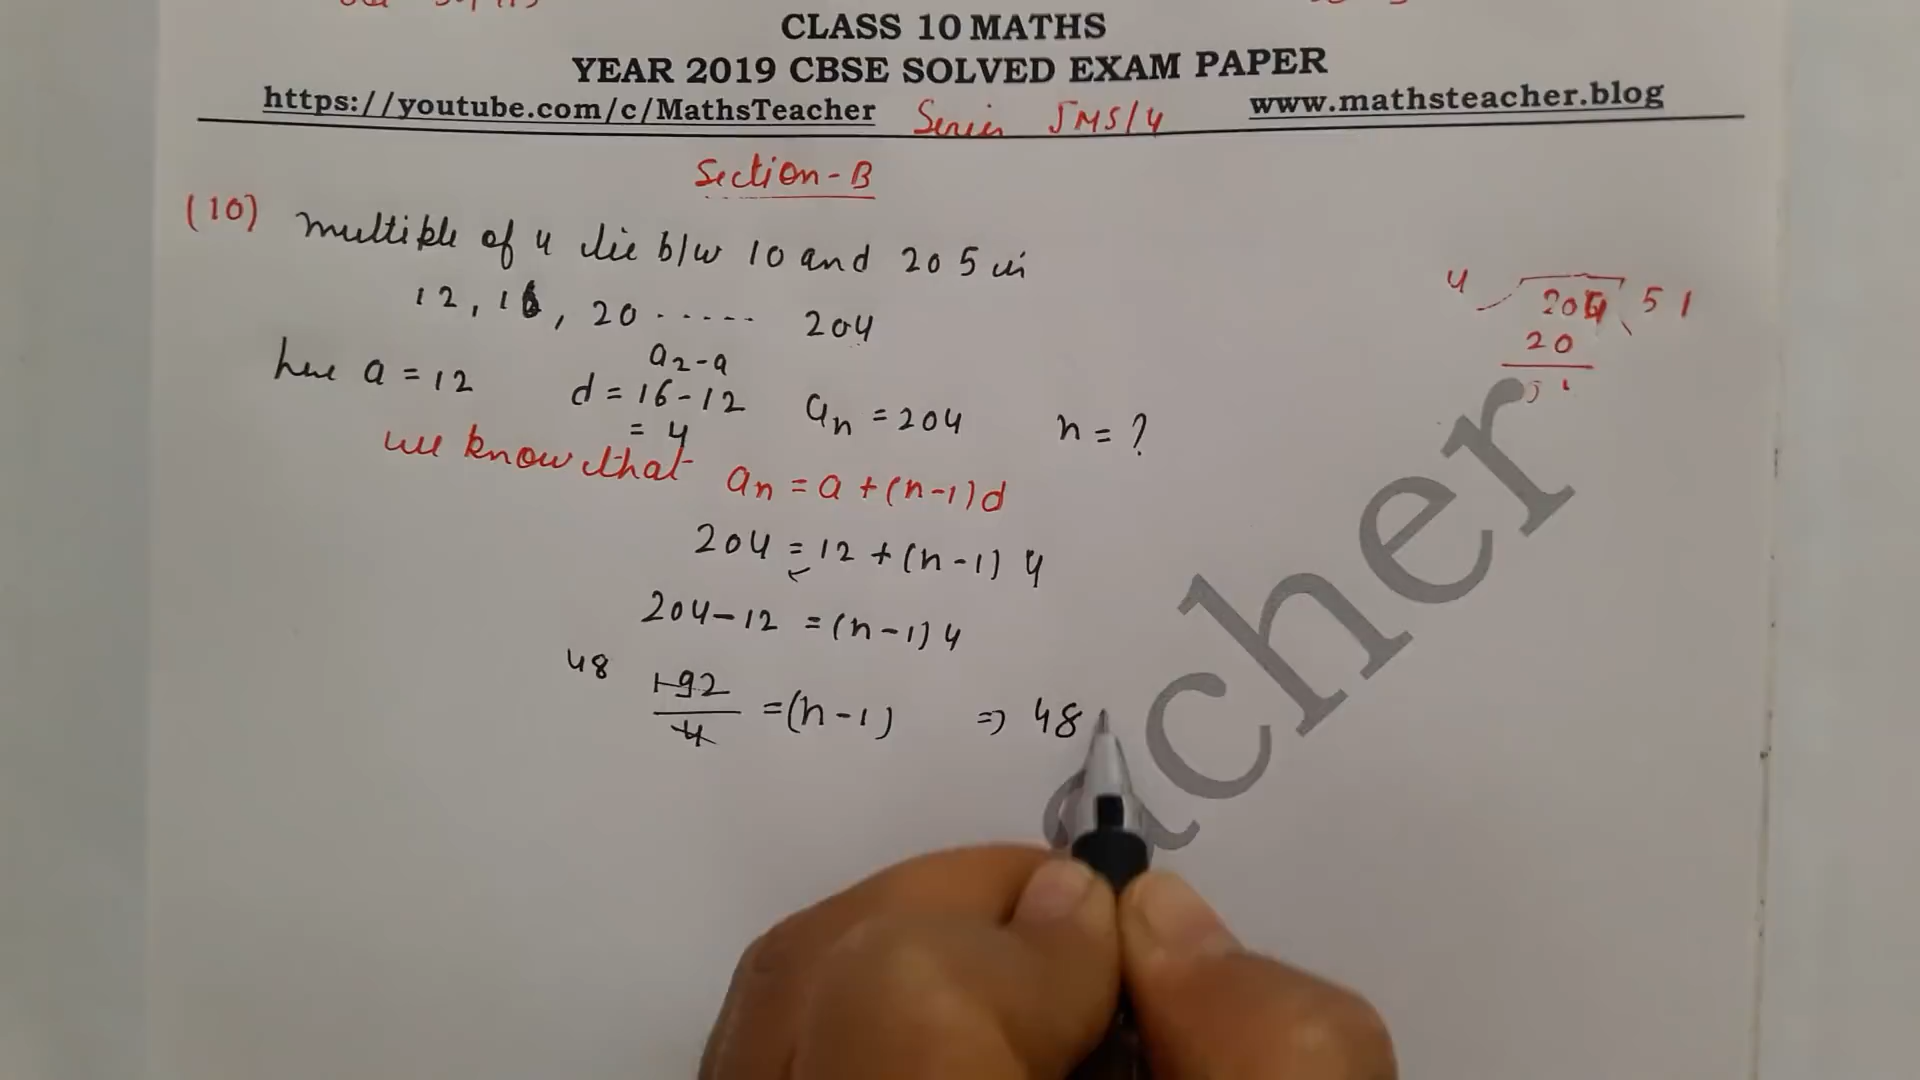 CLASS 10 MATHS
YEAR 2019 CBSE SOLVED EXAM PAPER
https://youtube.com/c/MathsTeacher www.mathsteacher.blog
Series JMS/4
Section-B
(10) Multiple of 4 lie b/w 10 and 205 is
12, 16, 20 ...... 204
here a = 12 d = 16-12 an = 204 n = ?
a2-a
= 4
we know that an = a + (n-1)d
204 = 12 + (n-1) 4
204-12 = (n-1) 4
48 192/4 = (n-1) => 48
4 204 51
20
acher